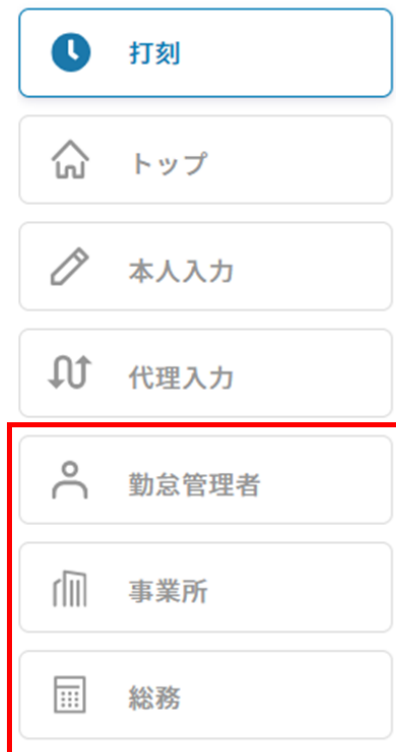 打刻
トップ
本人入力
代理入力
勤怠管理者
事業所
総務